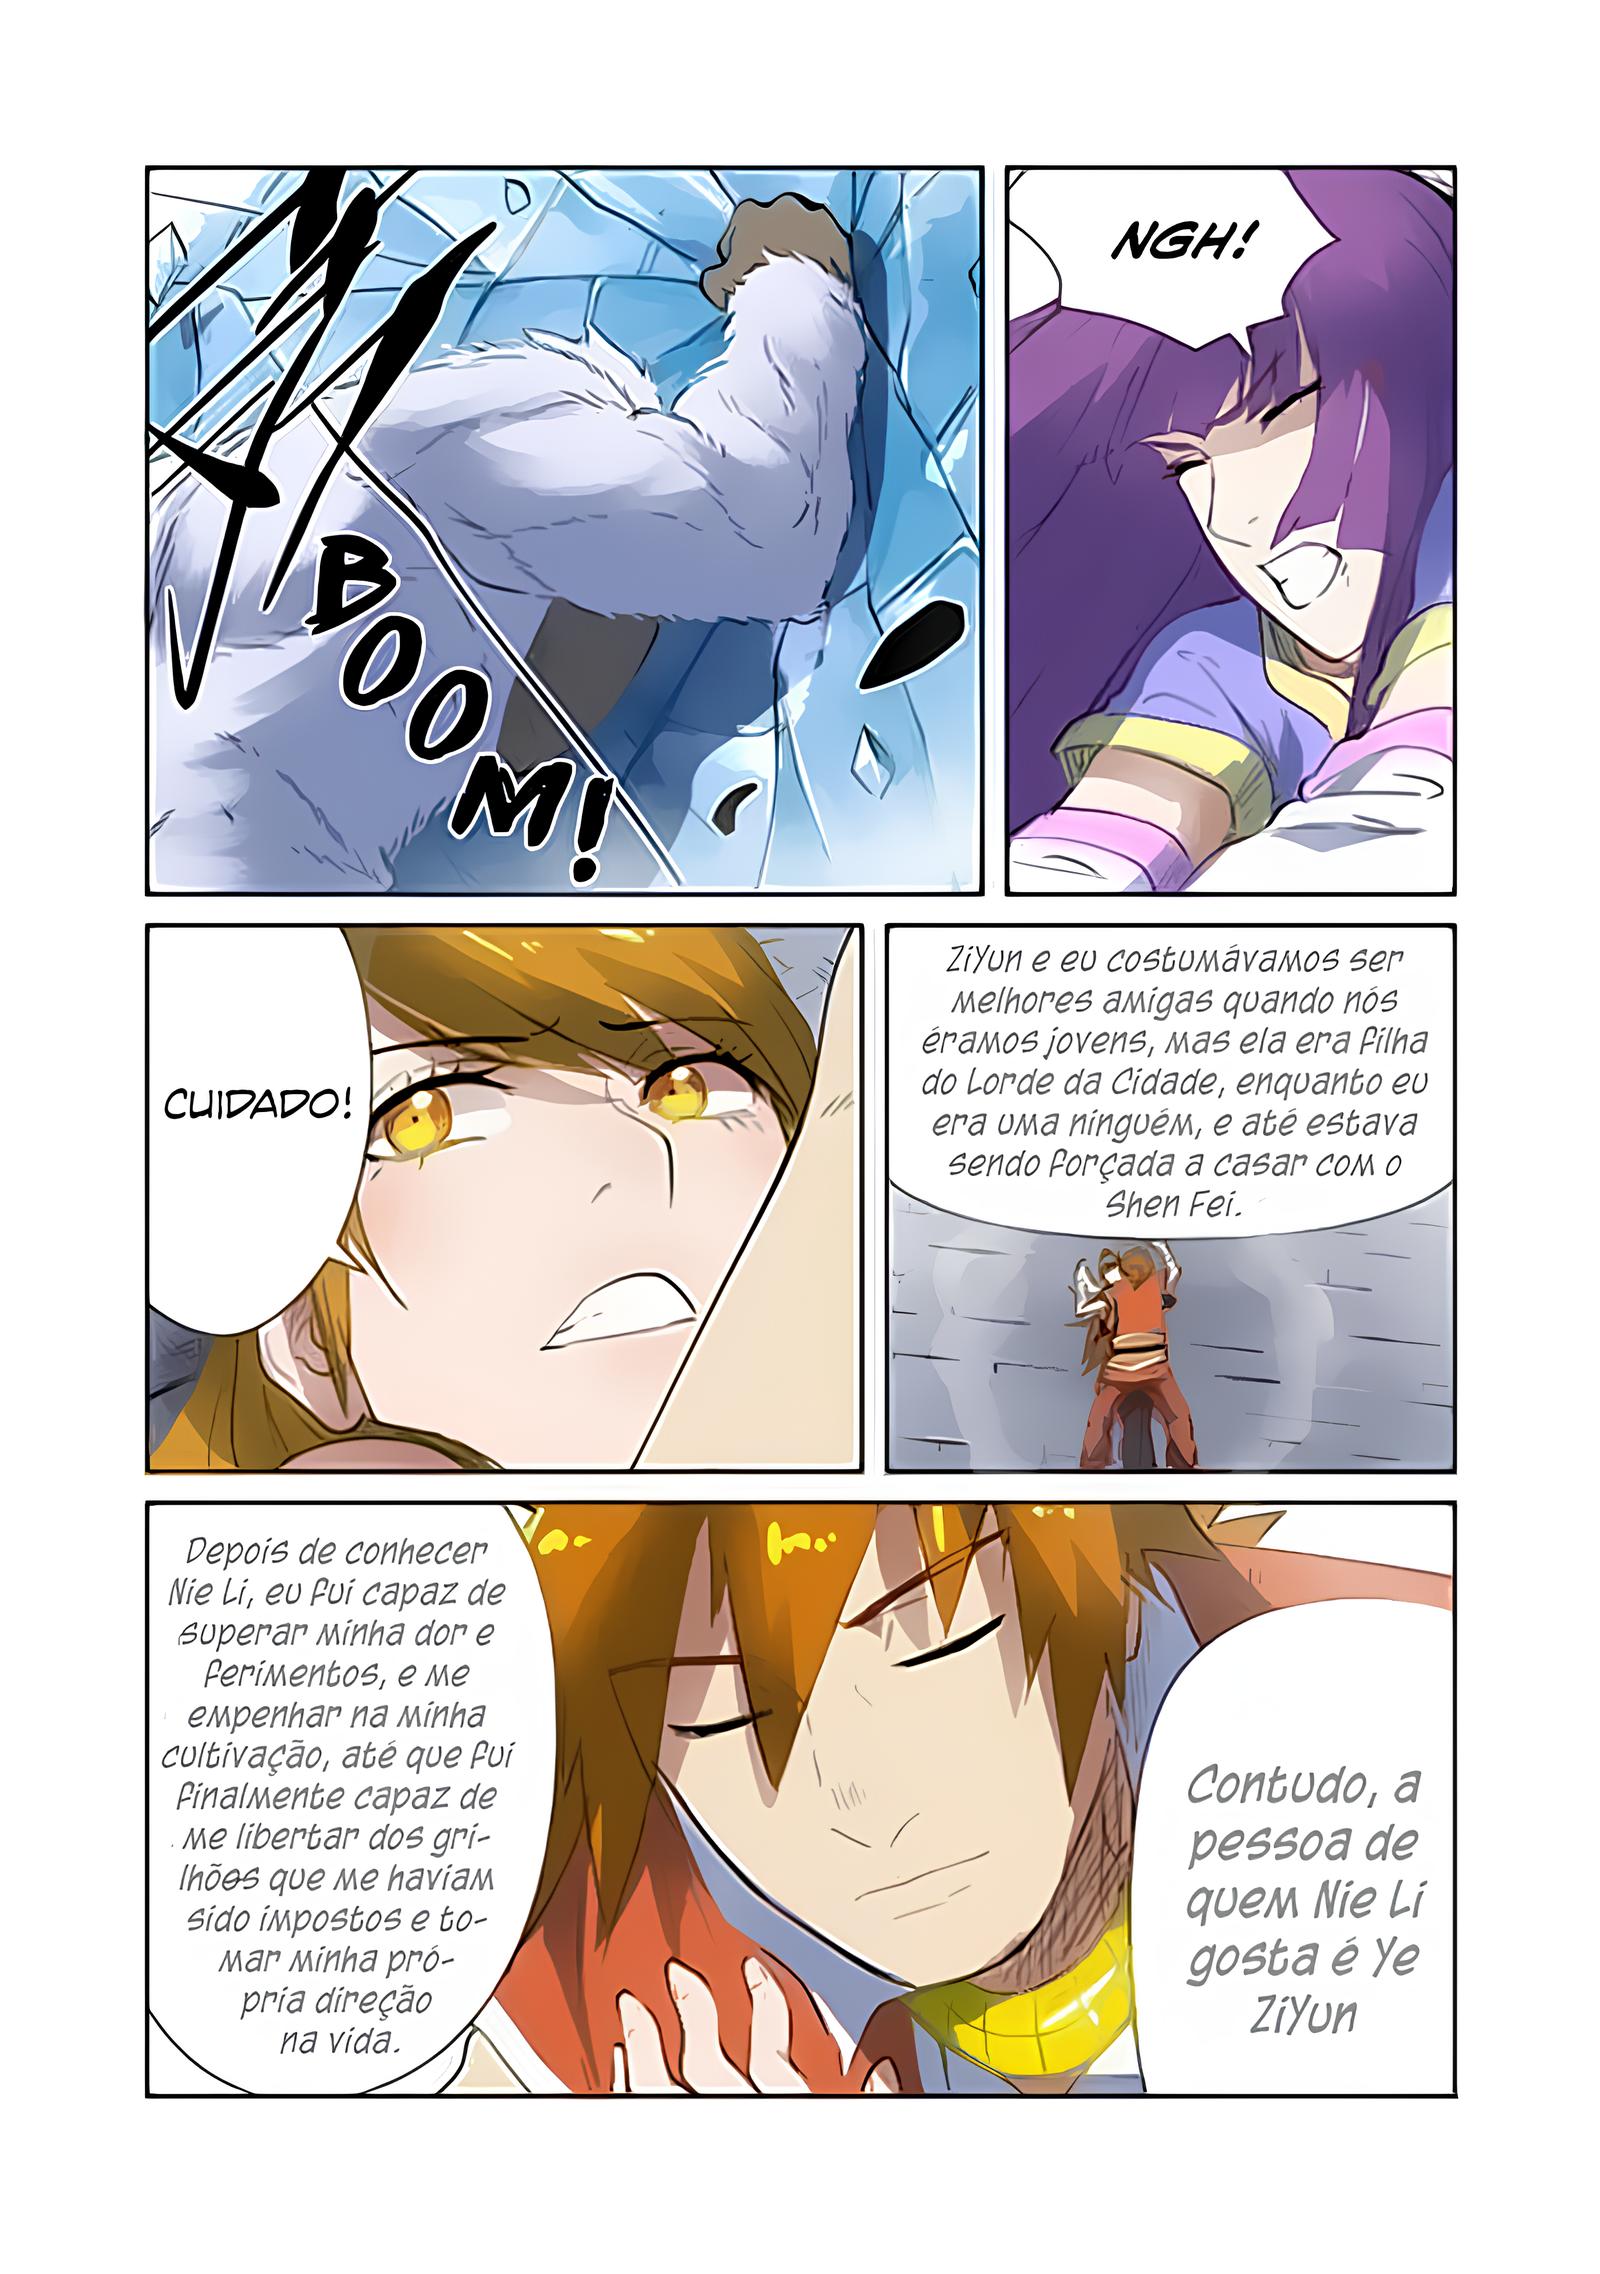 BOOM!
NGH!
CUIDADO!
ZiYun e eu costumávamos ser
melhores amigas quando nós
éramos jovens, mas ela era filha
do Lorde da Cidade, enquanto eu
era uma ninguém, e até estava
sendo forçada a casar com o
Shen Fei.
Depois de conhecer
Nie Li, eu fui capaz de
superar minha dor e
ferimentos, e me
empenhar na minha
cultivação, até que fui
finalmente capaz de
me libertar dos gri-
lhões que me haviam
sido impostos e to-
mar minha pró-
pria direção
na vida.
Contudo, a
pessoa de
quem Nie Li
gosta é Ye
ZiYun